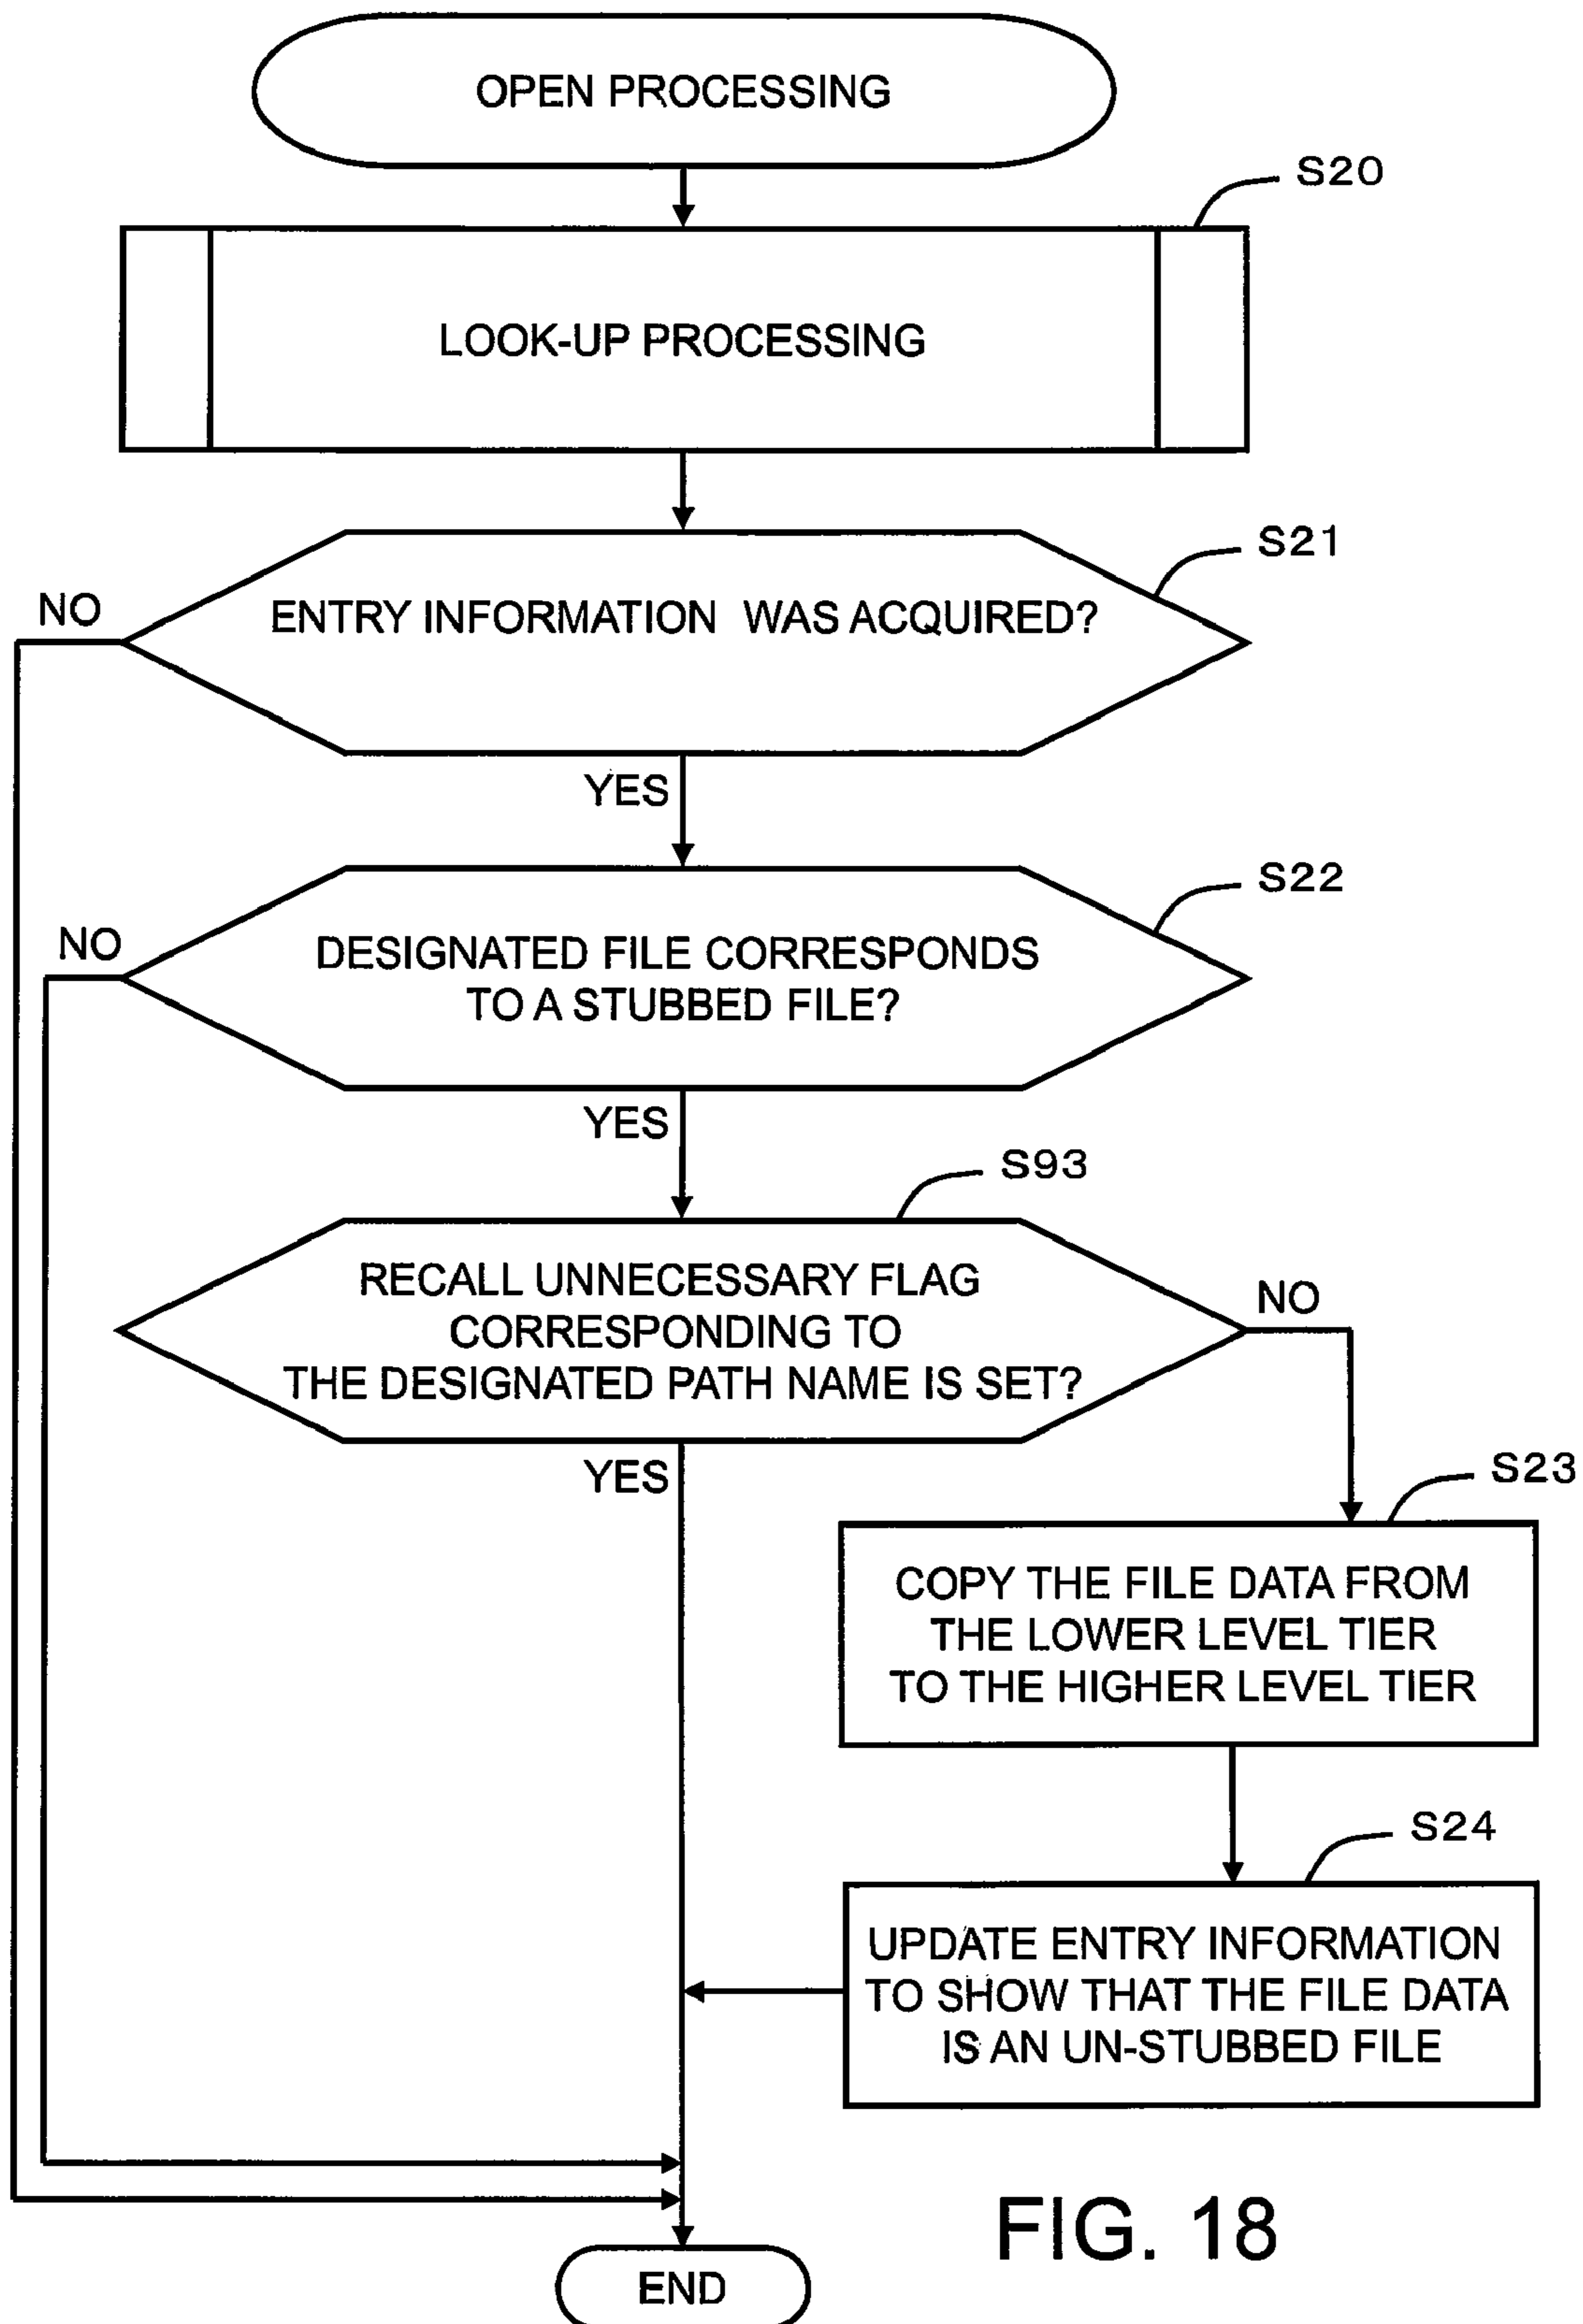 OPEN PROCESSING
S20
LOOK-UP PROCESSING
S21
NO
ENTRY INFORMATION WAS ACQUIRED?
YES
S22
NO
DESIGNATED FILE CORRESPONDS
TO A STUBBED FILE?
YES
S93
RECALL UNNECESSARY FLAG
CORRESPONDING TO
THE DESIGNATED PATH NAME IS SET?
NO
YES
S23
COPY THE FILE DATA FROM
THE LOWER LEVEL TIER
TO THE HIGHER LEVEL TIER
S24
UPDATE ENTRY INFORMATION
TO SHOW THAT THE FILE DATA
IS AN UN-STUBBED FILE
FIG. 18
END